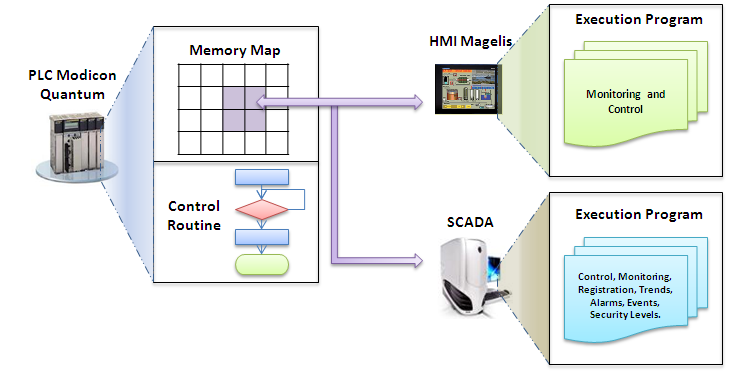 PLC Modicon
Quantum
Memory Map
Control
Routine
HMI Magelis
Execution Program
Monitoring and
Control
SCADA
Execution Program
Control, Monitoring,
Registration, Trends,
Alarms, Events,
Security Levels.